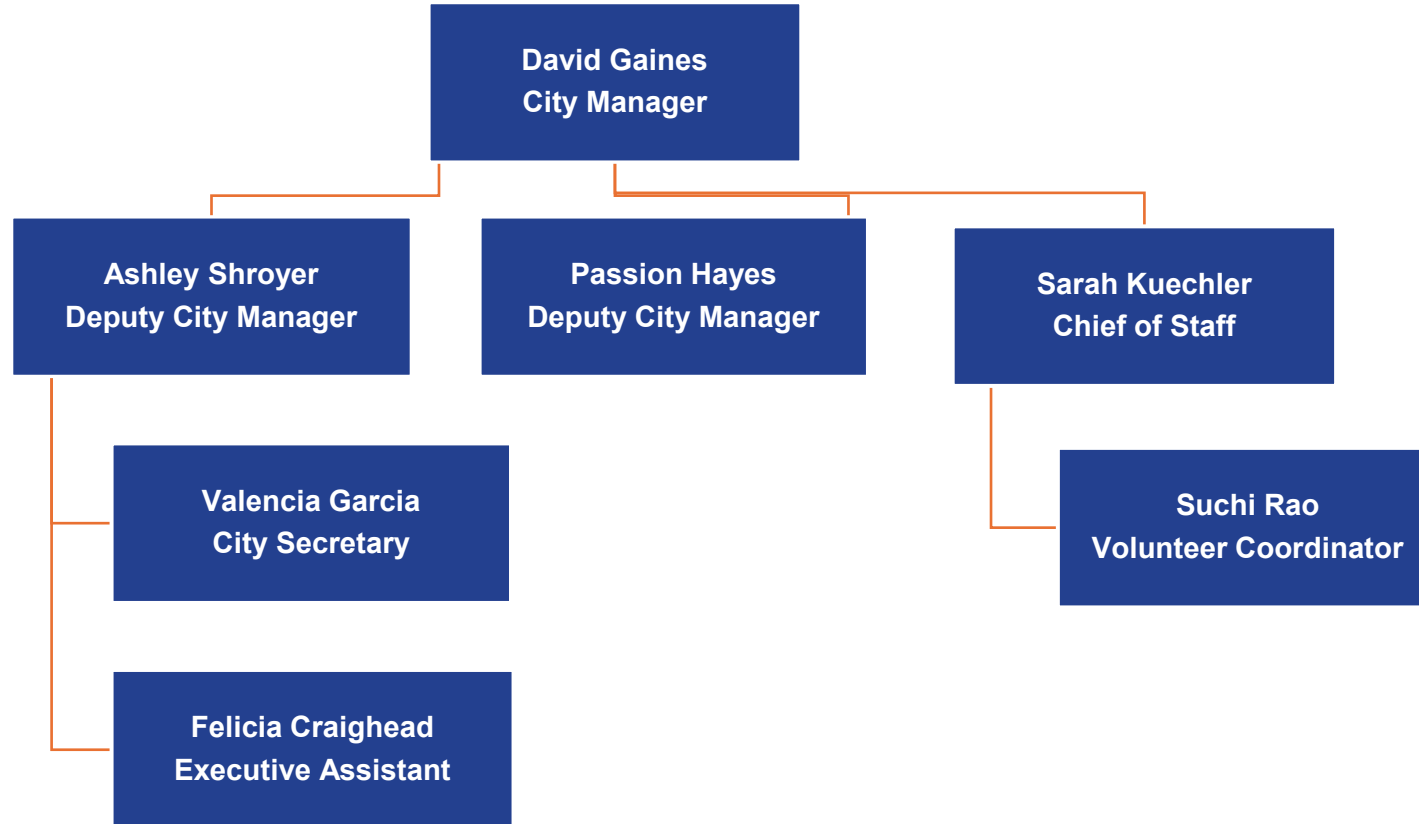 David Gaines
City Manager
Ashley Shroyer
Deputy City Manager
Passion Hayes
Deputy City Manager
Sarah Kuechler
Chief of Staff
Valencia Garcia
City Secretary
Suchi Rao
Volunteer Coordinator
Felicia Craighead
Executive Assistant